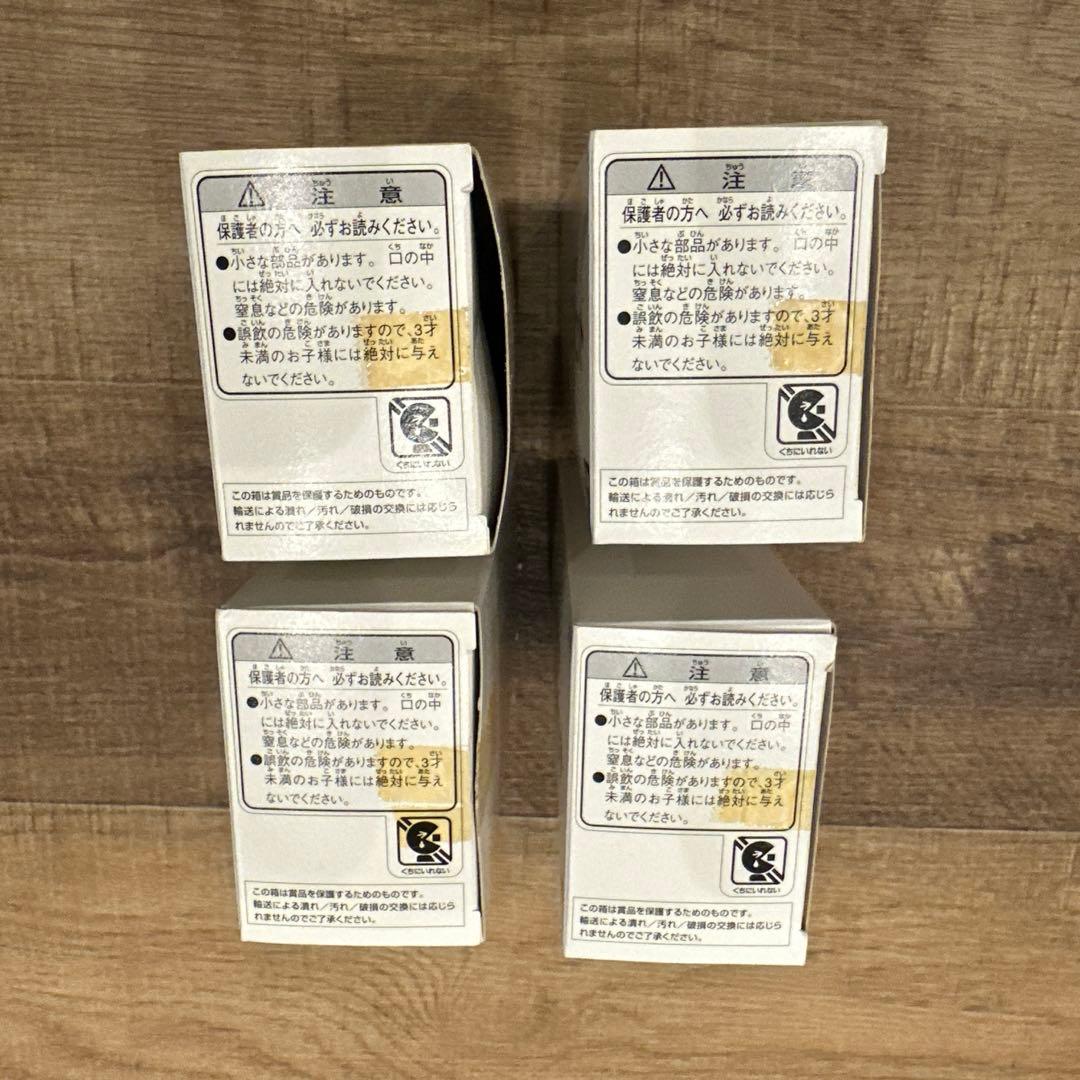 注意
保護者の方へ 必ずお読みください。
●小さな部品があります。口の中
には絶対に入れないでください。
窒息などの危険があります。
●誤飲の危険がありますので、3才
未満のお子様には絶対に与え
ないでください。
くちにいれない
この箱は賞品を保護するためのものです。
輸送による潰れ/汚れ/破損の交換には応じら
れませんのでご了承ください。
注意
保護者の方へ 必ずお読みください。
●小さな部品があります。口の中
には絶対に入れないでください。
窒息などの危険があります。
●誤飲の危険がありますので、3才
未満のお子様には絶対に与え
ないでください。
くちにいれない
この箱は賞品を保護するためのものです。
輸送による潰れ/汚れ/破損の交換には応じら
れませんのでご了承ください。
注意
保護者の方へ 必ずお読みください。
●小さな部品があります。口の中
には絶対に入れないでください。
窒息などの危険があります。
●誤飲の危険がありますので、3才
未満のお子様には絶対に与え
ないでください。
くちにいれない
この箱は賞品を保護するためのものです。
輸送による潰れ/汚れ/破損の交換には応じら
れませんのでご了承ください。
注意
保護者の方へ 必ずお読みください。
●小さな部品があります。口の中
には絶対に入れないでください。
窒息などの危険があります。
●誤飲の危険がありますので、3才
未満のお子様には絶対に与え
ないでください。
くちにいれない
この箱は賞品を保護するためのものです。
輸送による潰れ/汚れ/破損の交換には応じら
れませんのでご了承ください。